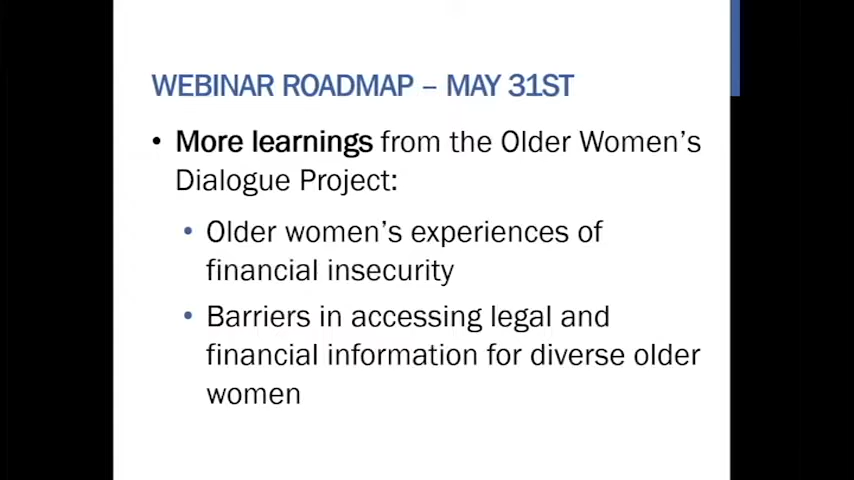 WEBINAR ROADMAP – MAY 31ST
• More learnings from the Older Women's
Dialogue Project:
• Older women's experiences of
financial insecurity
• Barriers in accessing legal and
financial information for diverse older
women